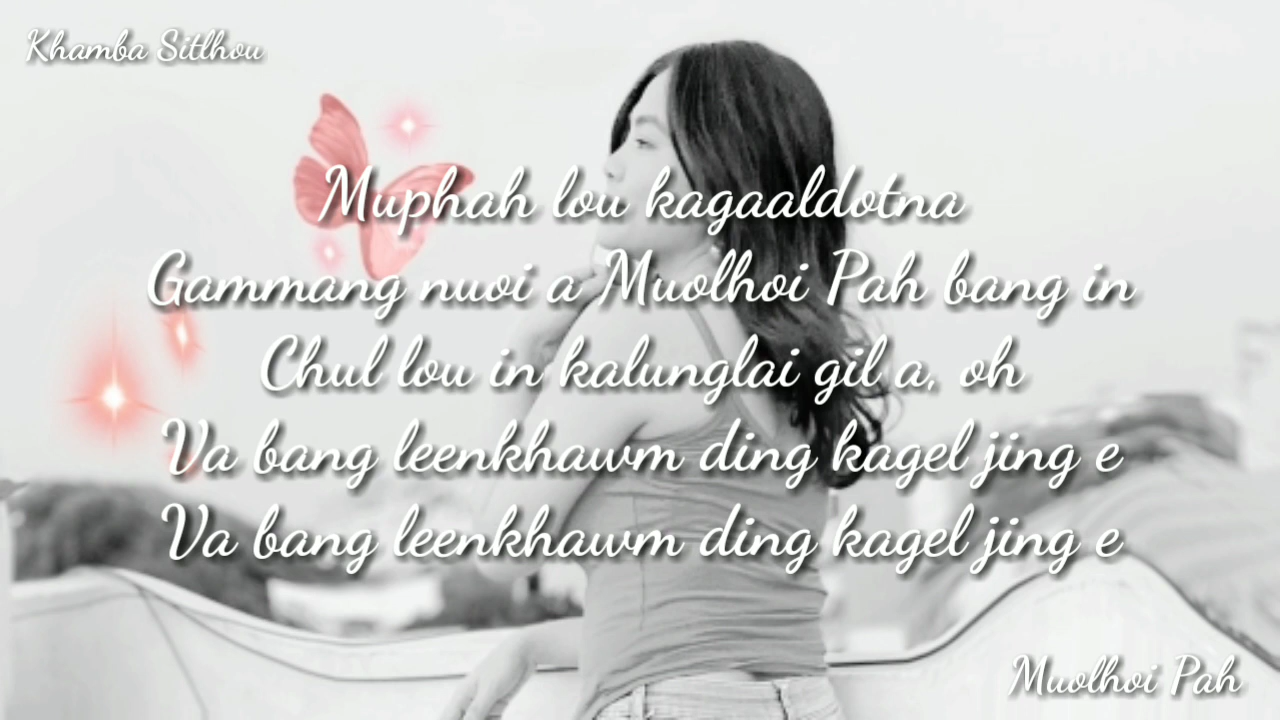 Khamba Sitlhou
Muphah lou kagaaldotna
Gammang nuoi a Muolhoi Pah bang in
Chul lou in kalunglai gil a, oh
Va bang leenkhawm ding kagel jing e
Va bang leenkhawm ding kagel jing e
Muolhoi Pah